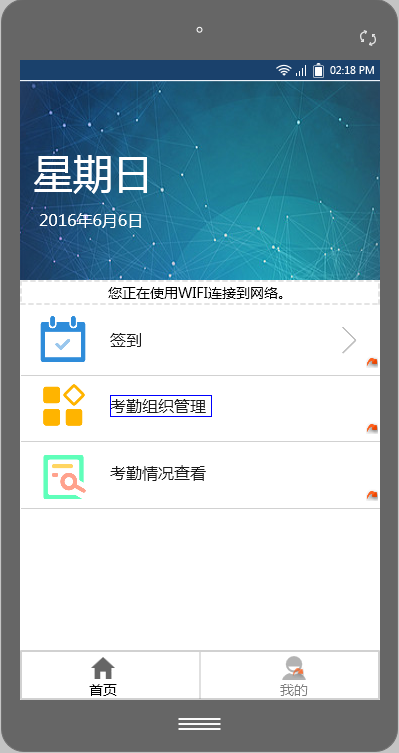 02:18 PM
星期日
2016年6月6日
您正在使用WIFI连接到网络。
签到
考勤组织管理
考勤情况查看
首页
我的